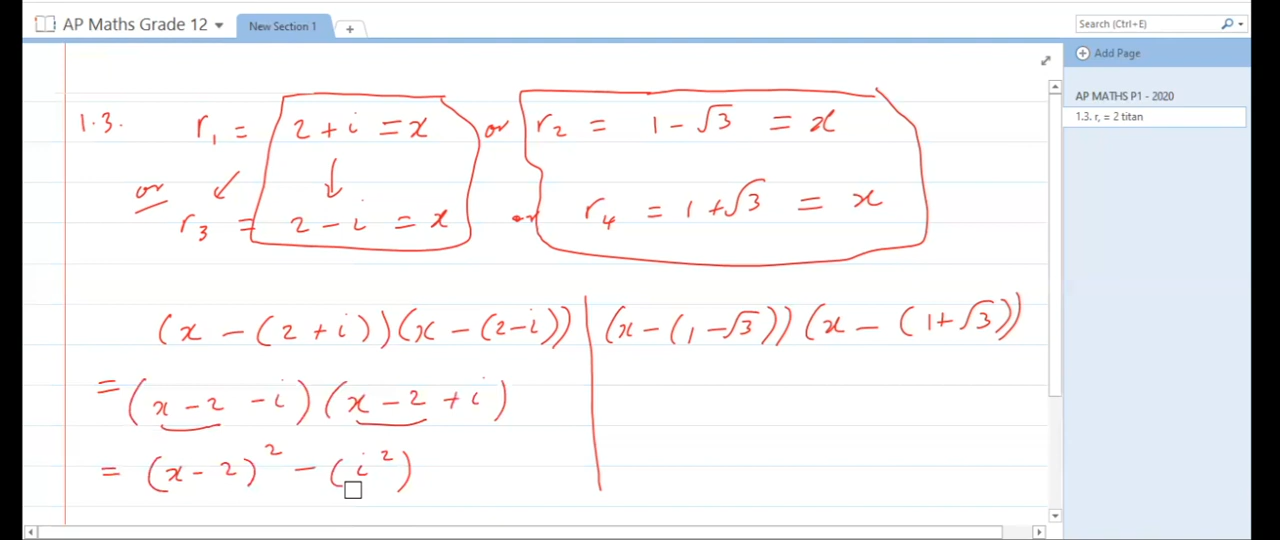 AP Maths Grade 12
New Section 1
+
Search (Ctrl+E)
Add Page
AP MATHS P1 - 2020
1.3. r, = 2 titan
1.3. r₁ = 2 + i = x or r₂ = 1 - √3 = x
or r₃ = 2 - i = x or r₄ = 1 + √3 = x
(x - (2 + i))(x - (2-i)) | (x - (1 - √3))(x - (1+√3))
= (x - 2 - i)(x - 2 + i)
= (x - 2)² - (i²)